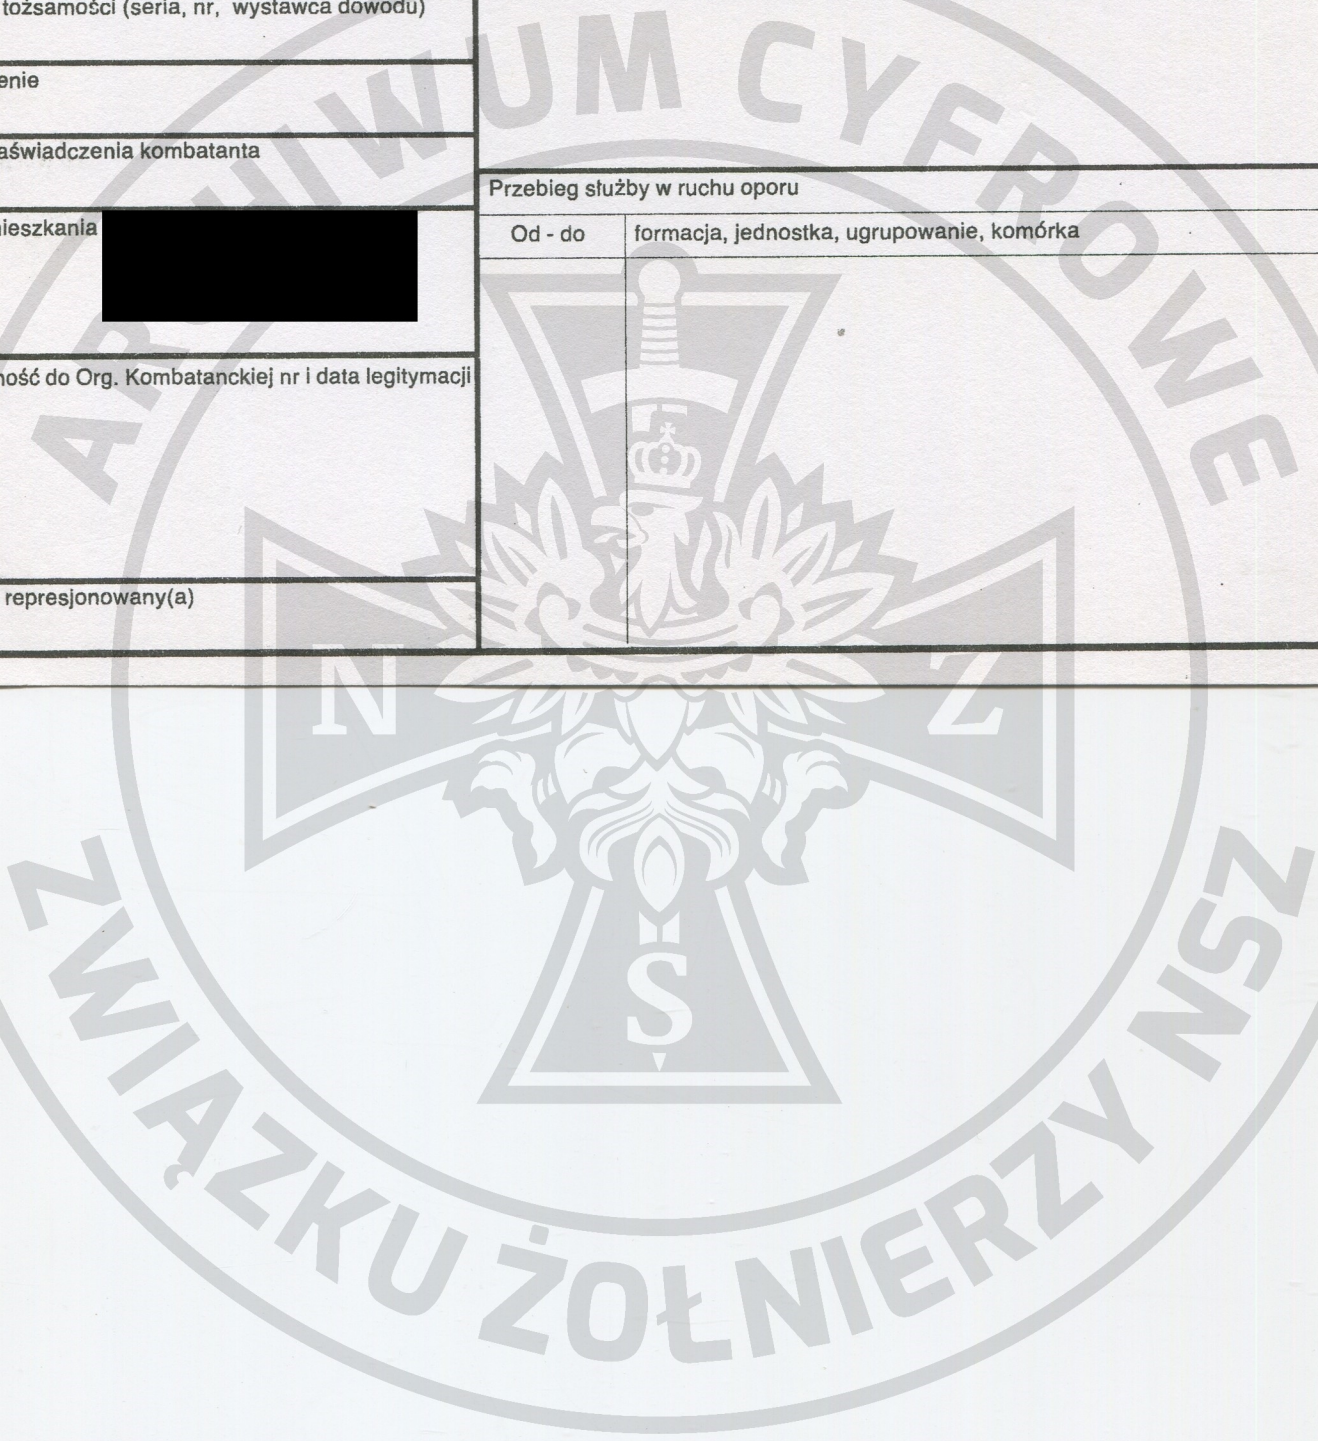 tożsamości (seria, nr, wystawca dowodu)
enie
aświadczenia kombatanta
ieszkania
ność do Org. Kombatanckiej nr i data legitymacji
represjonowany(a)
Przebieg służby w ruchu oporu
Od - do
formacja, jednostka, ugrupowanie, komórka
ARCHIWUM CYFROWE
ZWIĄZKU ŻOŁNIERZY NSZ
N
Z
S